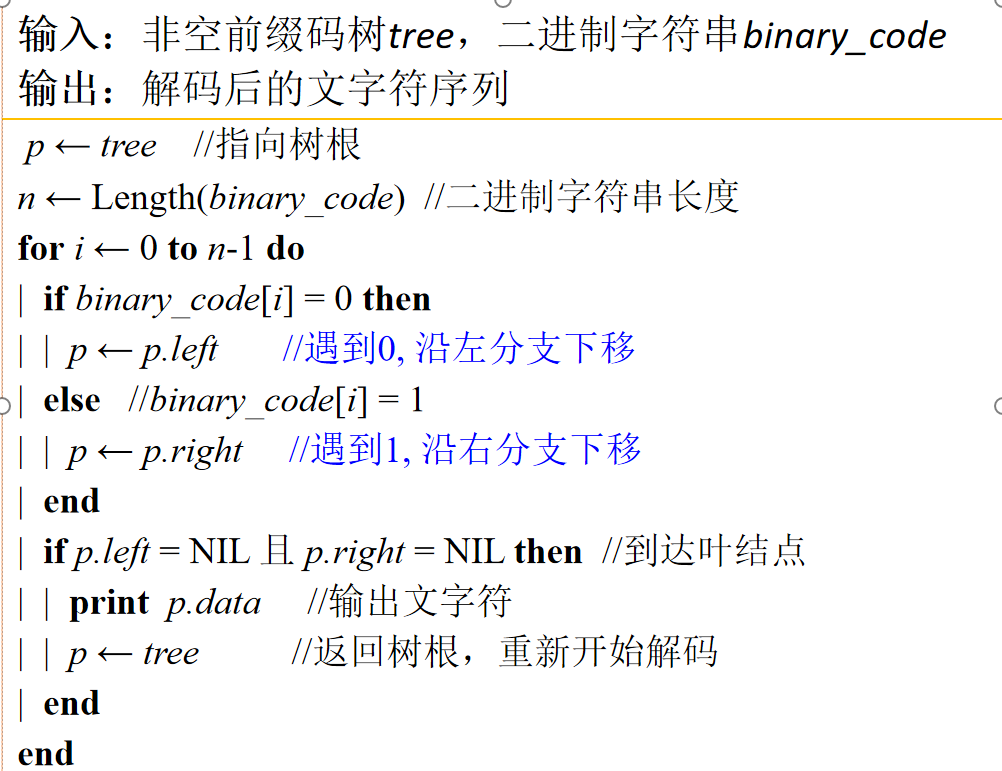 输入：非空前缀码树tree，二进制字符串binary_code
输出：解码后的文字符序列
p ← tree //指向树根
n ← Length(binary_code) //二进制字符串长度
for i ← 0 to n-1 do
| if binary_code[i] = 0 then
| | p ← p.left //遇到0, 沿左分支下移
| else //binary_code[i] = 1
| | p ← p.right //遇到1, 沿右分支下移
| end
| if p.left = NIL 且 p.right = NIL then //到达叶结点
| | print p.data //输出文字符
| | p ← tree //返回树根，重新开始解码
| end
end